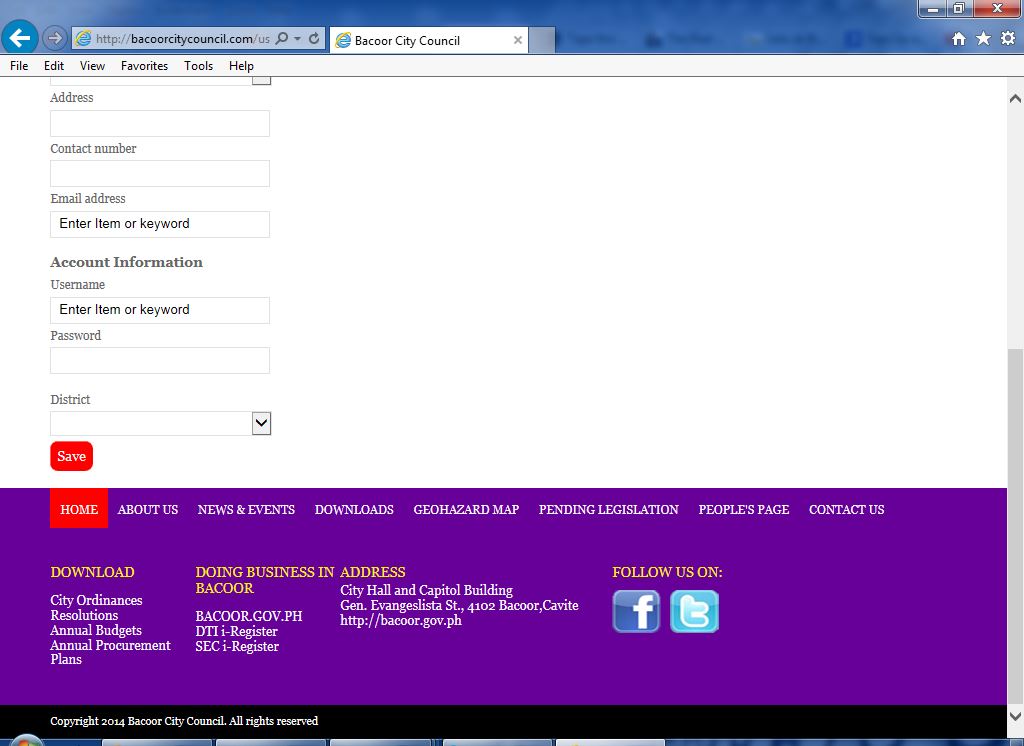 http://bacoorcitycouncil.com/us
Bacoor City Council
File Edit View Favorites Tools Help
Address
Contact number
Email address
Enter Item or keyword
Account Information
Username
Enter Item or keyword
Password
District
Save
HOME ABOUT US NEWS & EVENTS DOWNLOADS GEOHAZARD MAP PENDING LEGISLATION PEOPLE'S PAGE CONTACT US
DOWNLOAD
City Ordinances
Resolutions
Annual Budgets
Annual Procurement
Plans
DOING BUSINESS IN
BACOOR
BACOOR.GOV.PH
DTI i-Register
SEC i-Register
ADDRESS
City Hall and Capitol Building
Gen. Evangeslista St., 4102 Bacoor,Cavite
http://bacoor.gov.ph
FOLLOW US ON:
Copyright 2014 Bacoor City Council. All rights reserved